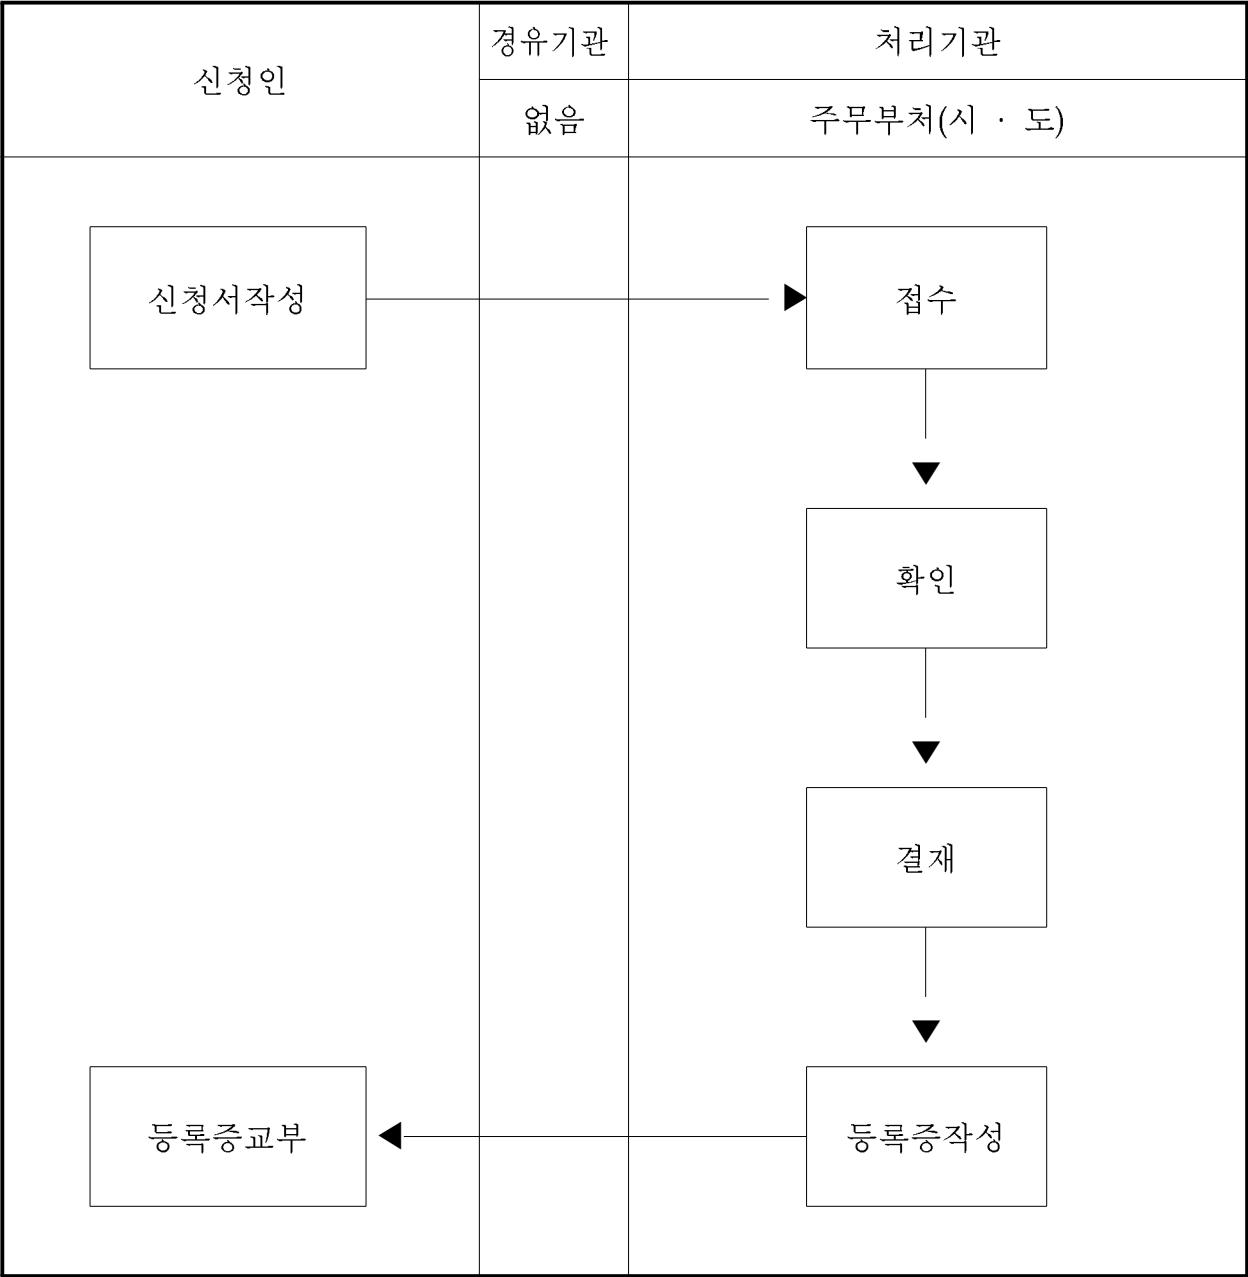 신청인
경유기관
처리기관
없음
주무부처(시 · 도)
신청서작성
접수
확인
결재
등록증교부
등록증작성